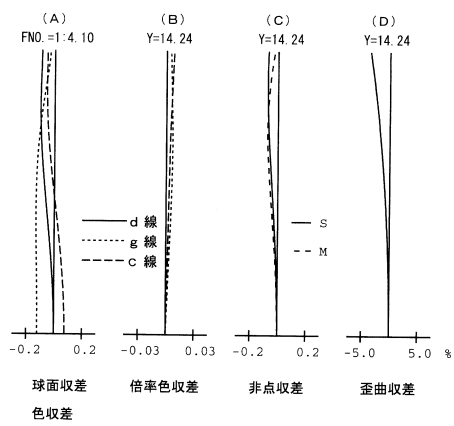 (A) (B) (C) (D)
FNO.=1:4.10 Y=14.24 Y=14.24 Y=14.24
d 線
g 線
c 線
S
M
-0.2 0.2 -0.03 0.03 -0.2 0.2 -5.0 5.0 %
球面収差 倍率色収差 非点収差 歪曲収差
色収差